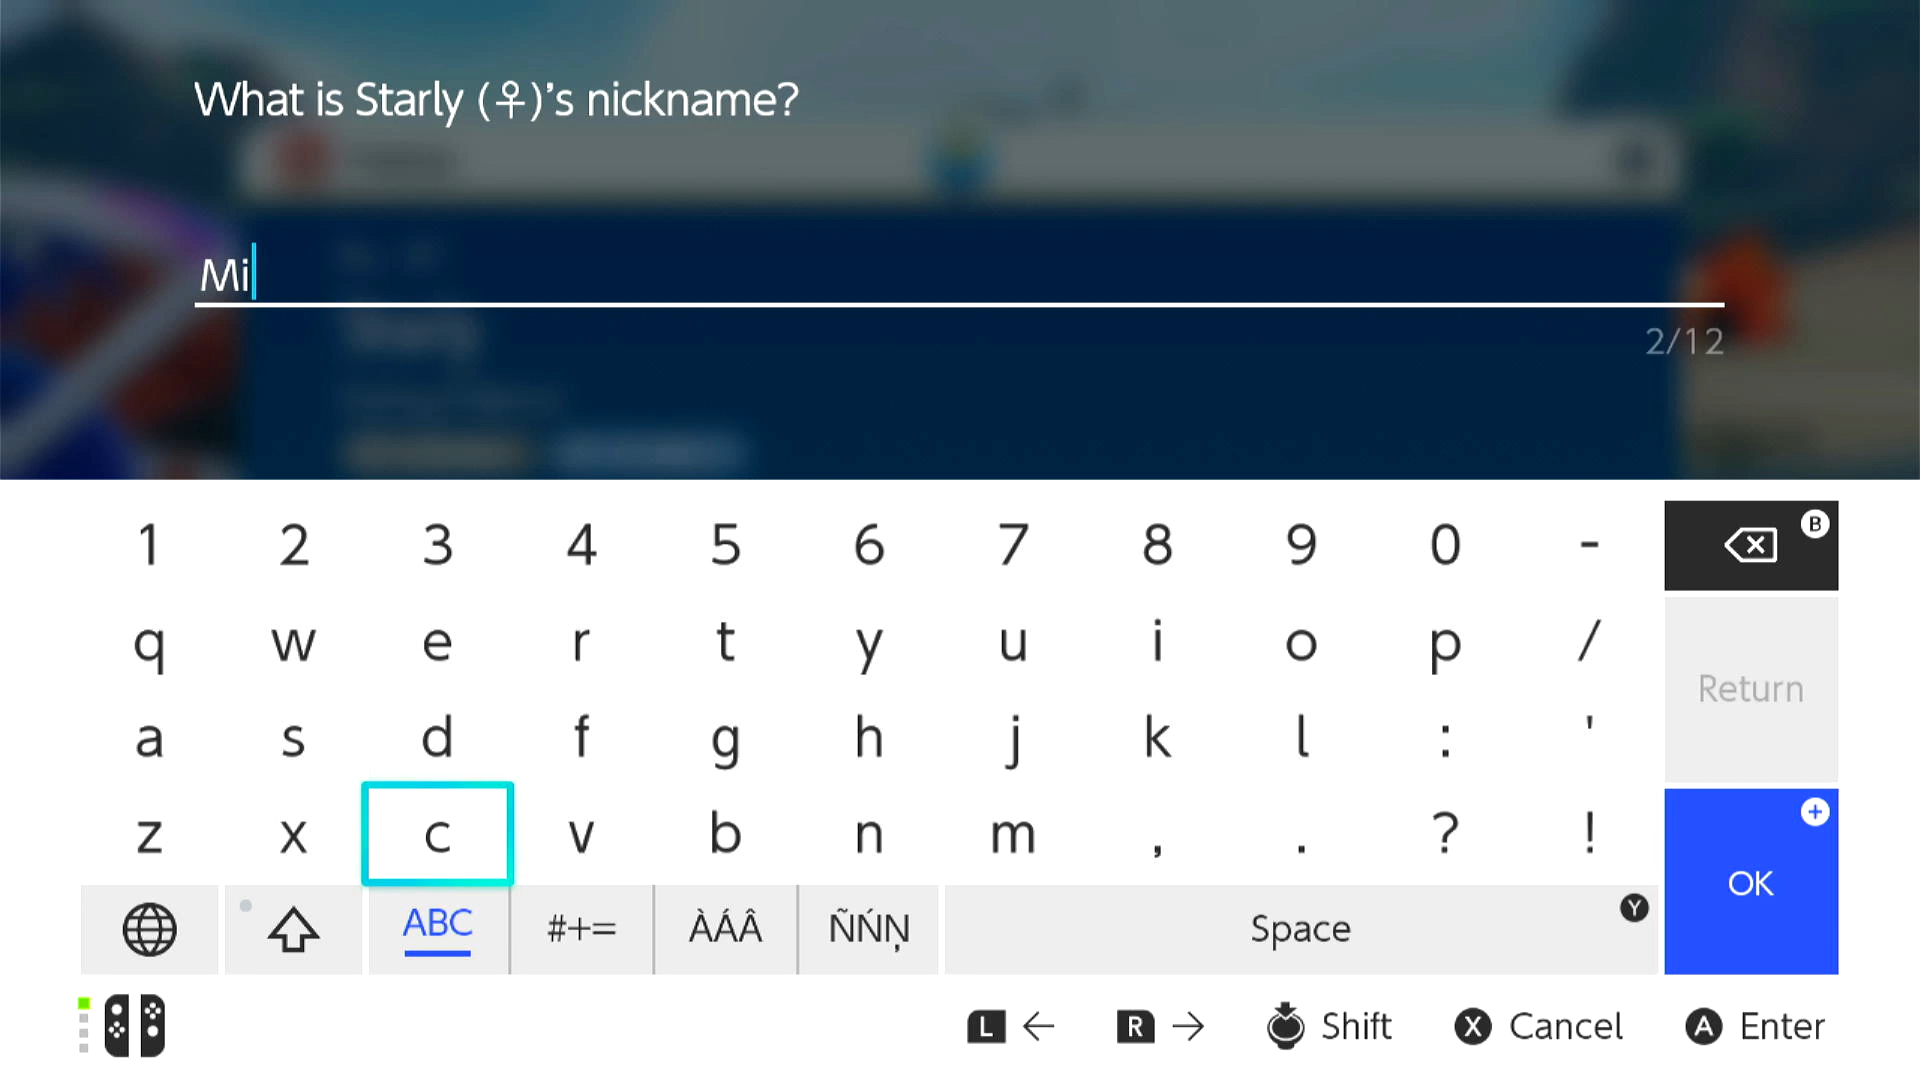 What is Starly (♀)'s nickname?
Mi
2/12
1 2 3 4 5 6 7 8 9 0 -
B
q w e r t y u i o p /
Return
a s d f g h j k l : '
z x c v b n m , . ? !
+
OK
ABC #+= ÀÁÂ ÑŃŅ Space Y
L ← R → Shift X Cancel A Enter